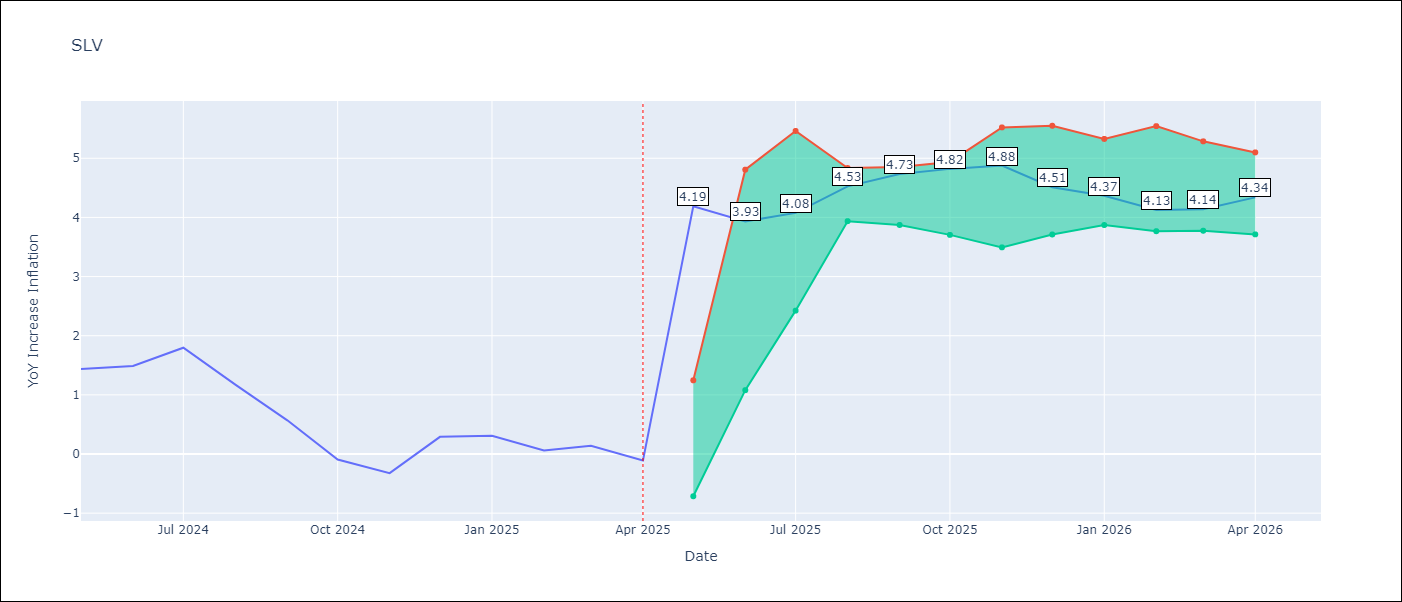 SLV
YoY Increase Inflation
5
4
3
2
1
0
−1
4.19
3.93
4.08
4.53
4.73
4.82
4.88
4.51
4.37
4.13
4.14
4.34
Jul 2024
Oct 2024
Jan 2025
Apr 2025
Jul 2025
Oct 2025
Jan 2026
Apr 2026
Date